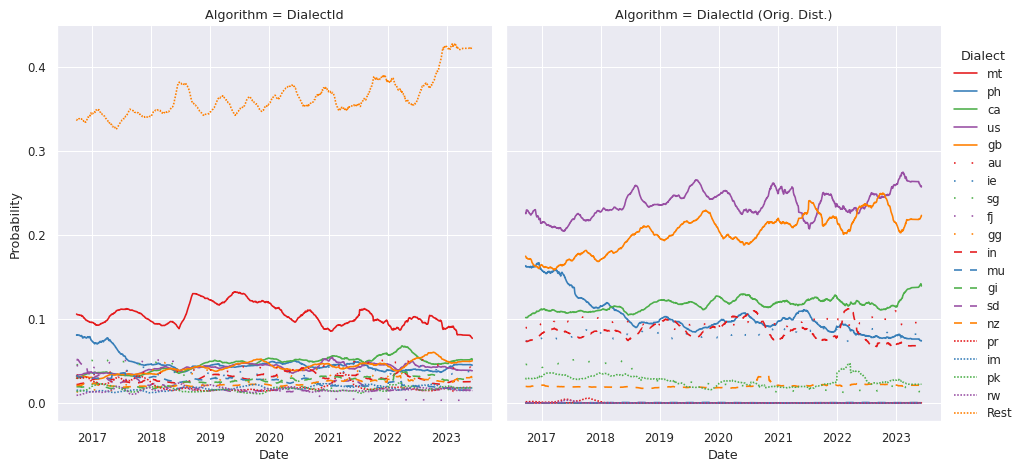 Algorithm = DialectId
Algorithm = DialectId (Orig. Dist.)
Probability
0.4
0.3
0.2
0.1
0.0
2017 2018 2019 2020 2021 2022 2023
Date
2017 2018 2019 2020 2021 2022 2023
Date
Dialect
mt
ph
ca
us
gb
au
ie
sg
fj
gg
in
mu
gi
sd
nz
pr
im
pk
rw
Rest